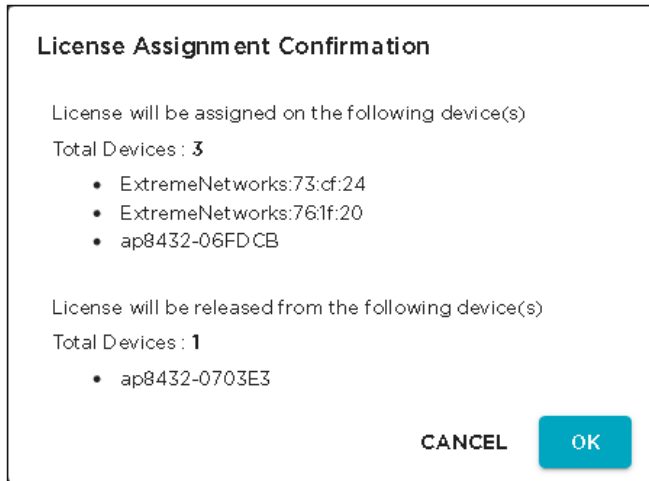 License Assignment Confirmation
License will be assigned on the following device(s)
Total Devices : 3
• ExtremeNetworks:73:cf:24
• ExtremeNetworks:76:1f:20
• ap8432-06FDCB
License will be released from the following device(s)
Total Devices : 1
• ap8432-0703E3
CANCEL OK